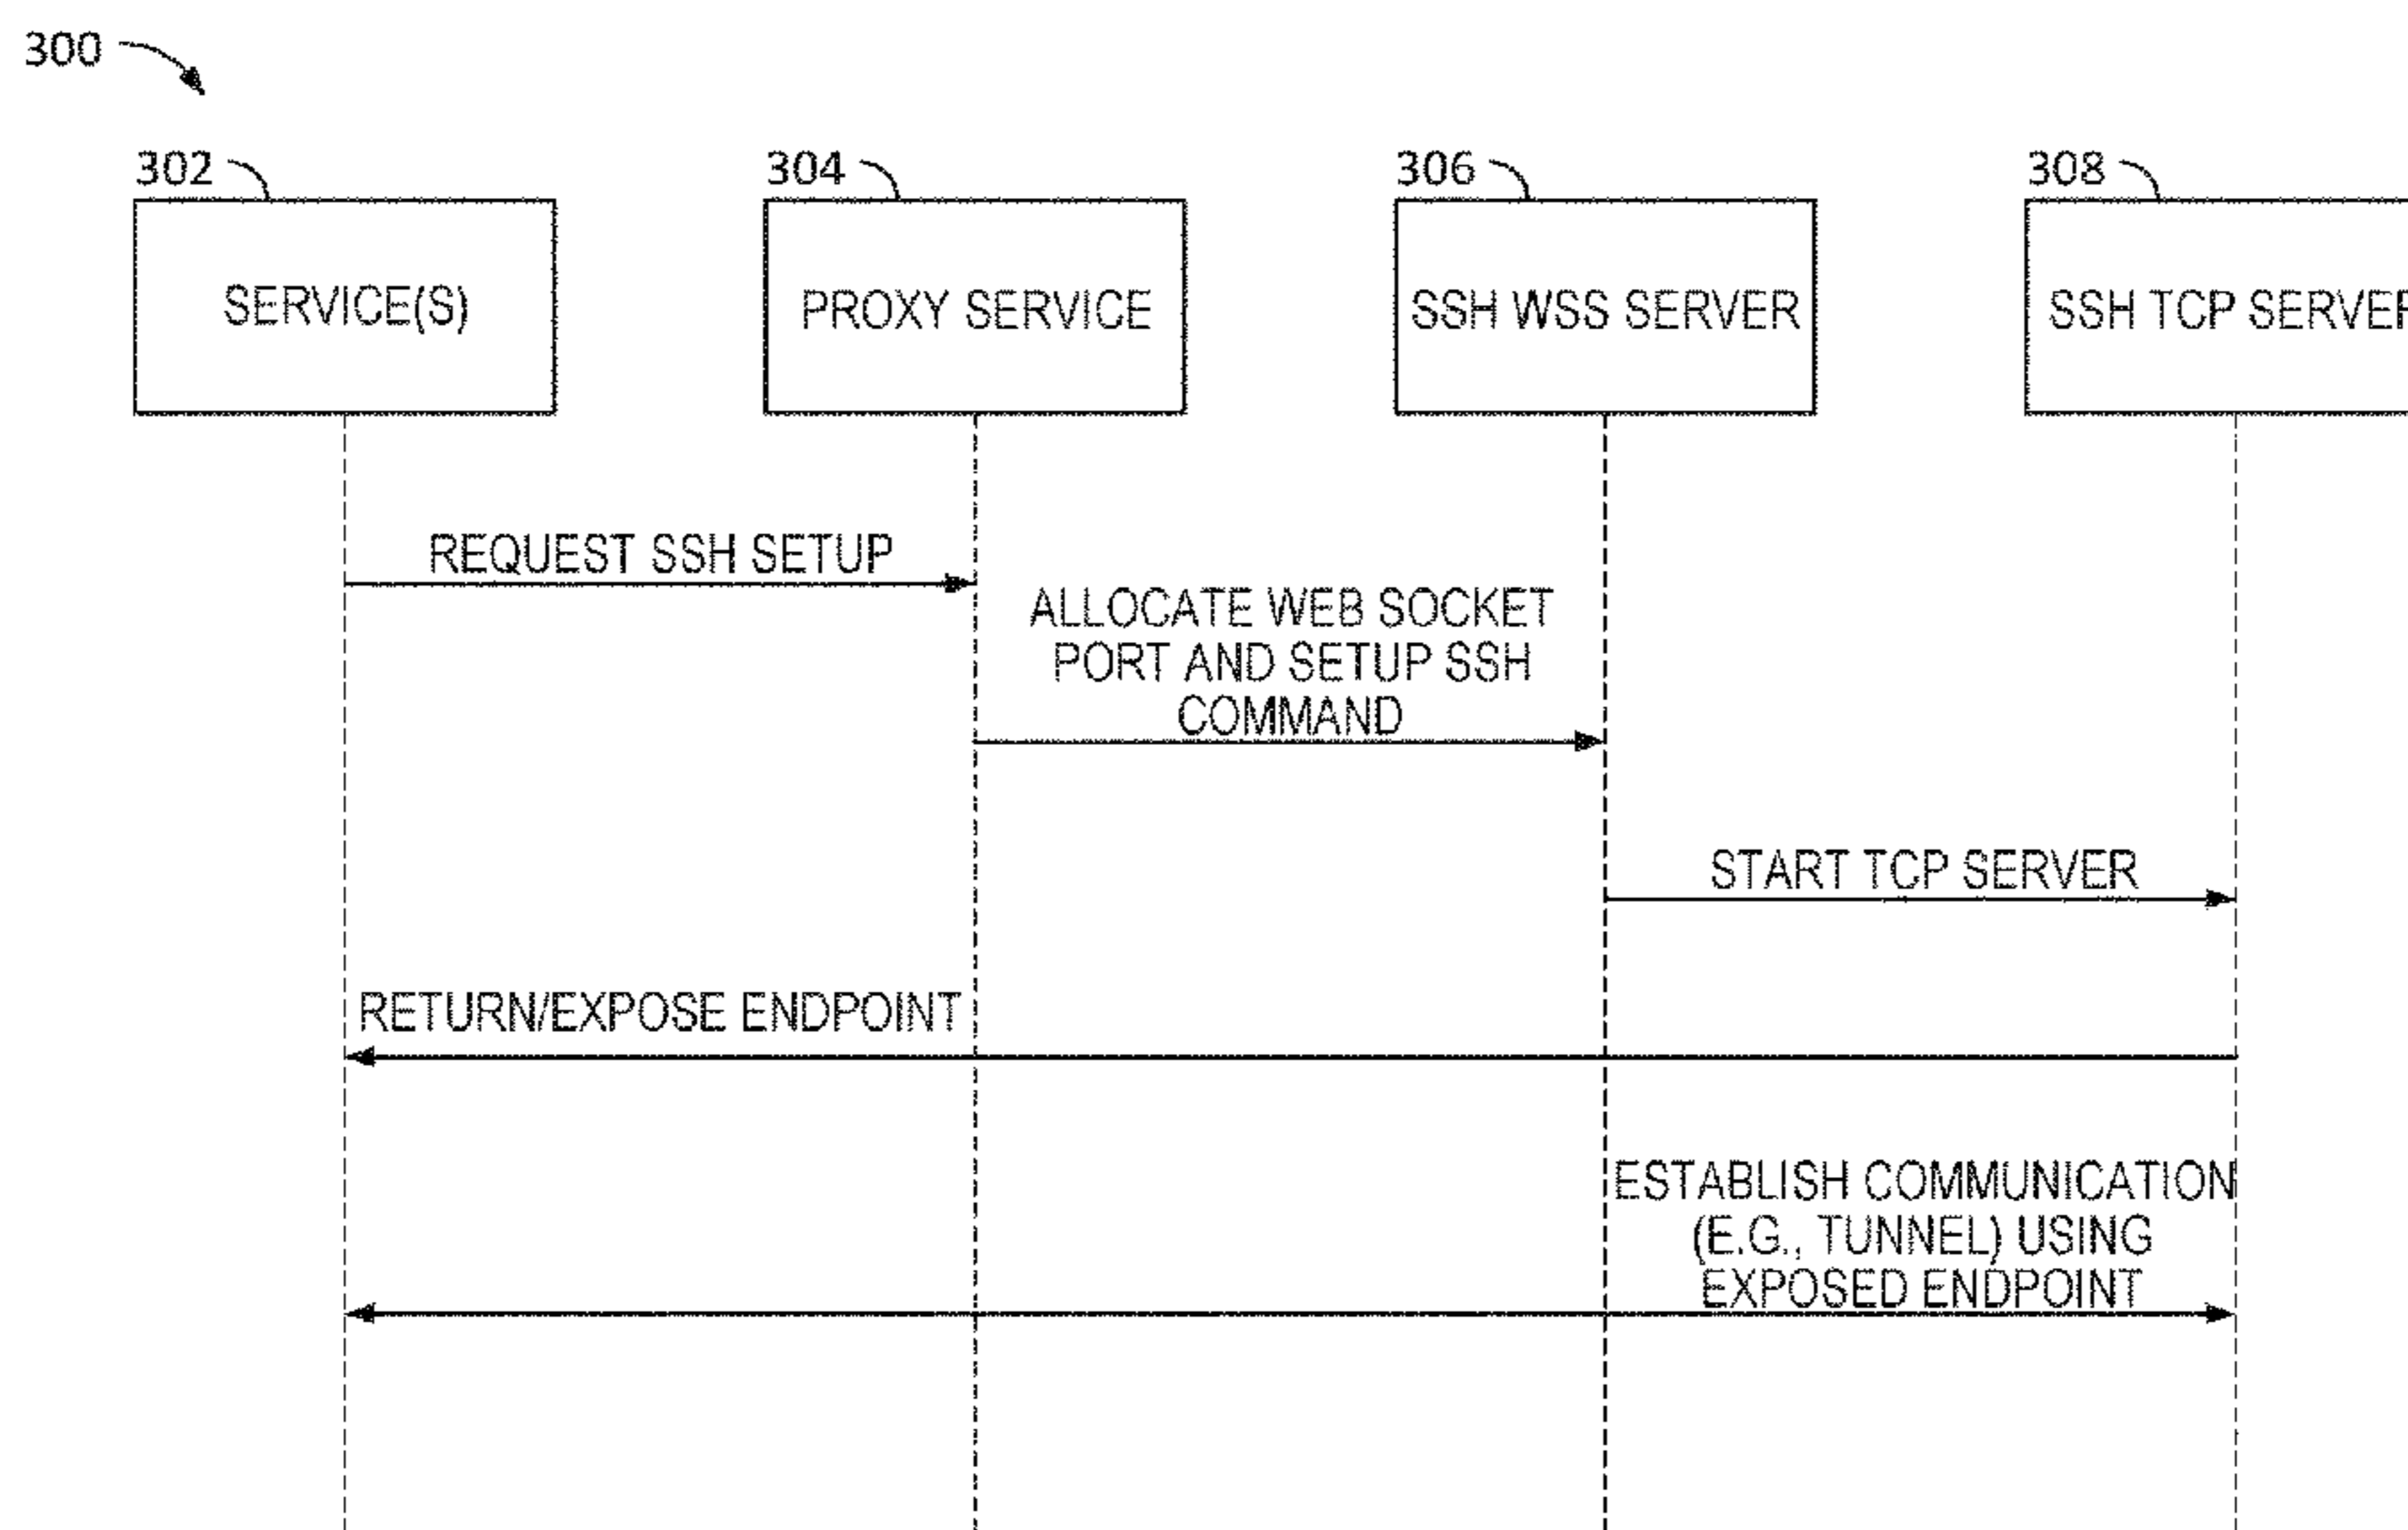 300
302
304
306
308
SERVICE(S)
PROXY SERVICE
SSH WSS SERVER
SSH TCP SERVER
REQUEST SSH SETUP
ALLOCATE WEB SOCKET
PORT AND SETUP SSH
COMMAND
START TCP SERVER
RETURN/EXPOSE ENDPOINT
ESTABLISH COMMUNICATION
(E.G., TUNNEL) USING
EXPOSED ENDPOINT